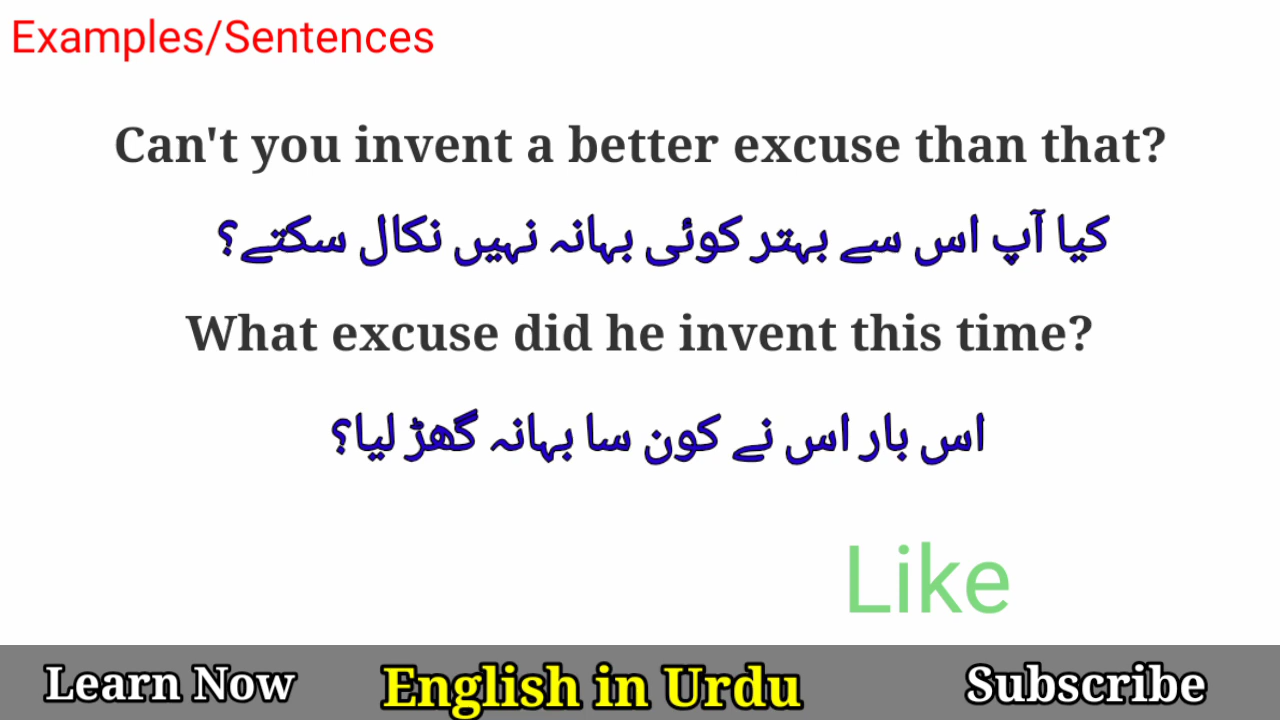 Examples/Sentences
Can't you invent a better excuse than that?
کیا آپ اس سے بہتر کوئی بہانہ نہیں نکال سکتے؟
What excuse did he invent this time?
اس بار اس نے کون سا بہانہ گھڑ لیا؟
Like
Learn Now English in Urdu Subscribe